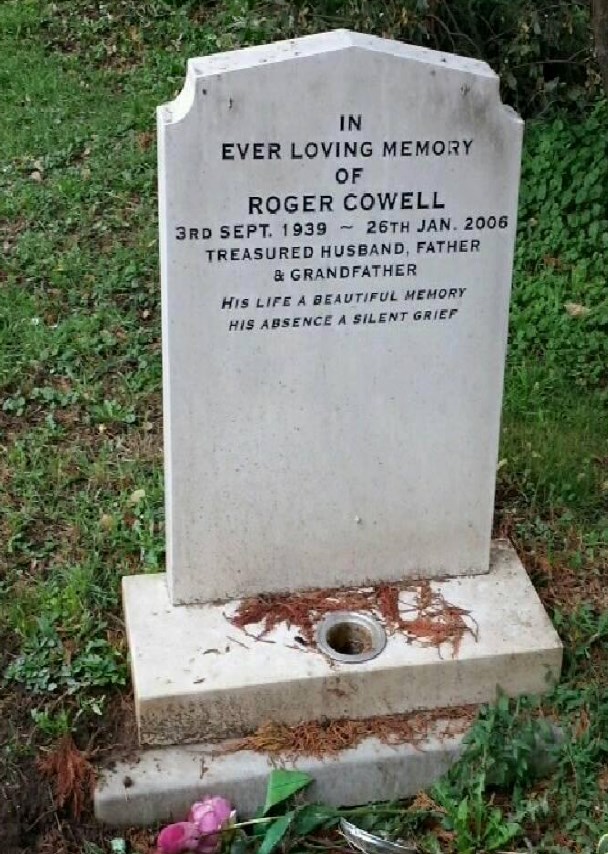 IN
EVER LOVING MEMORY
OF
ROGER COWELL
3RD SEPT. 1939 ~ 26TH JAN. 2006
TREASURED HUSBAND, FATHER
& GRANDFATHER
HIS LIFE A BEAUTIFUL MEMORY
HIS ABSENCE A SILENT GRIEF